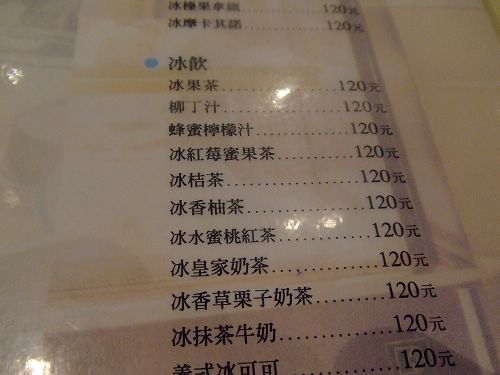 冰榛果拿鐵 120元
冰摩卡其諾 120元
冰飲
冰果茶 120元
柳丁汁 120元
蜂蜜檸檬汁 120元
冰紅莓蜜果茶 120元
冰桔茶 120元
冰香柚茶 120元
冰水蜜桃紅茶 120元
冰皇家奶茶 120元
冰香草栗子奶茶 120元
冰抹茶牛奶 120元
義式冰可可 120元